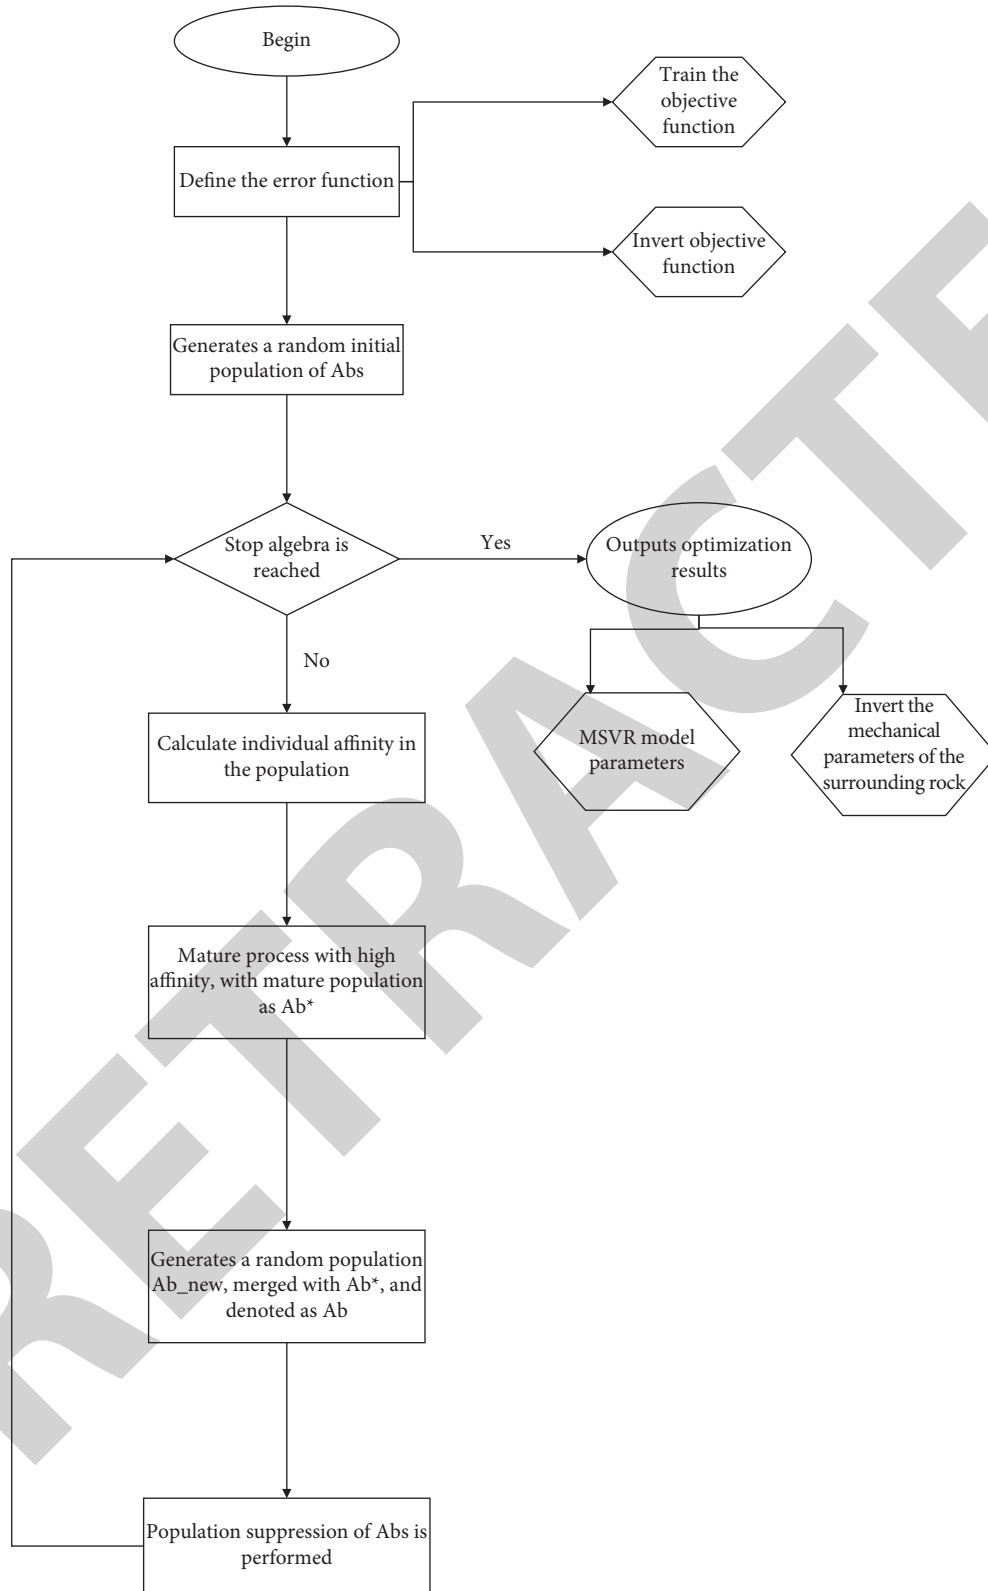 Begin
Train the
objective
function
Define the error function
Invert objective
function
Generates a random initial
population of Abs
Stop algebra is
reached
Yes
Outputs optimization
results
No
MSVR model
parameters
Invert the
mechanical
parameters of the
surrounding rock
Calculate individual affinity in
the population
Mature process with high
affinity, with mature population
as Ab*
Generates a random population
Ab_new, merged with Ab*, and
denoted as Ab
Population suppression of Abs is
performed
RETRACTE